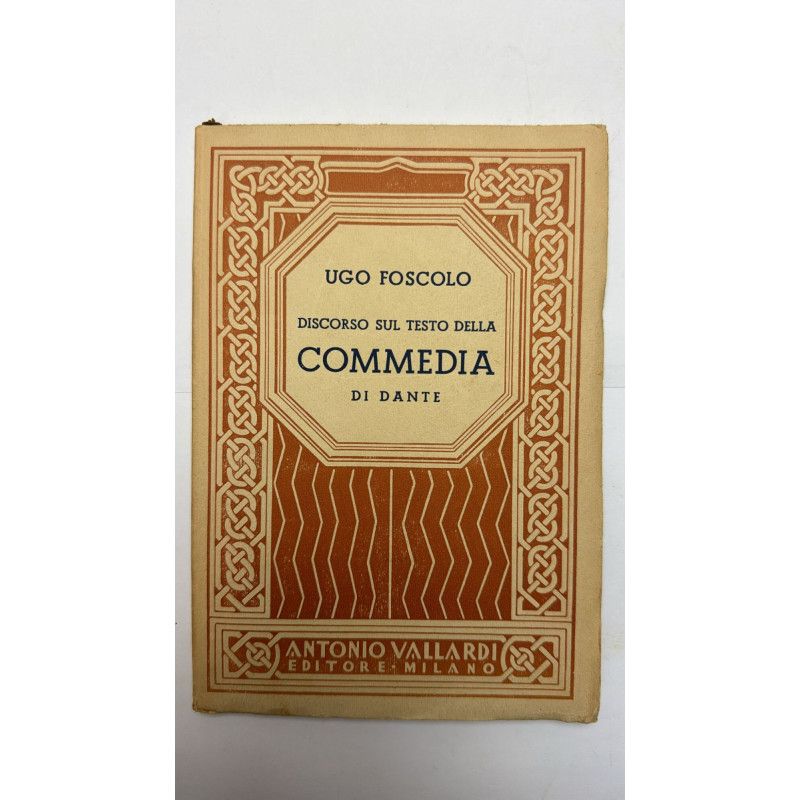 UGO FOSCOLO
DISCORSO SUL TESTO DELLA
COMMEDIA
DI DANTE
ANTONIO VALLARDI
EDITORE·MILANO